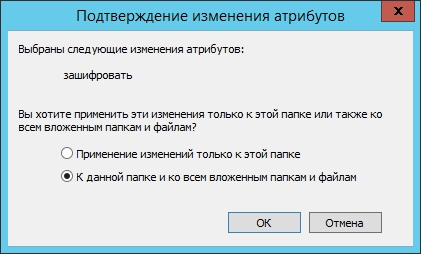 Подтверждение изменения атрибутов
Выбраны следующие изменения атрибутов:
зашифровать
Вы хотите применить эти изменения только к этой папке или также ко
всем вложенным папкам и файлам?
Применение изменений только к этой папке
К данной папке и ко всем вложенным папкам и файлам
ОК
Отмена